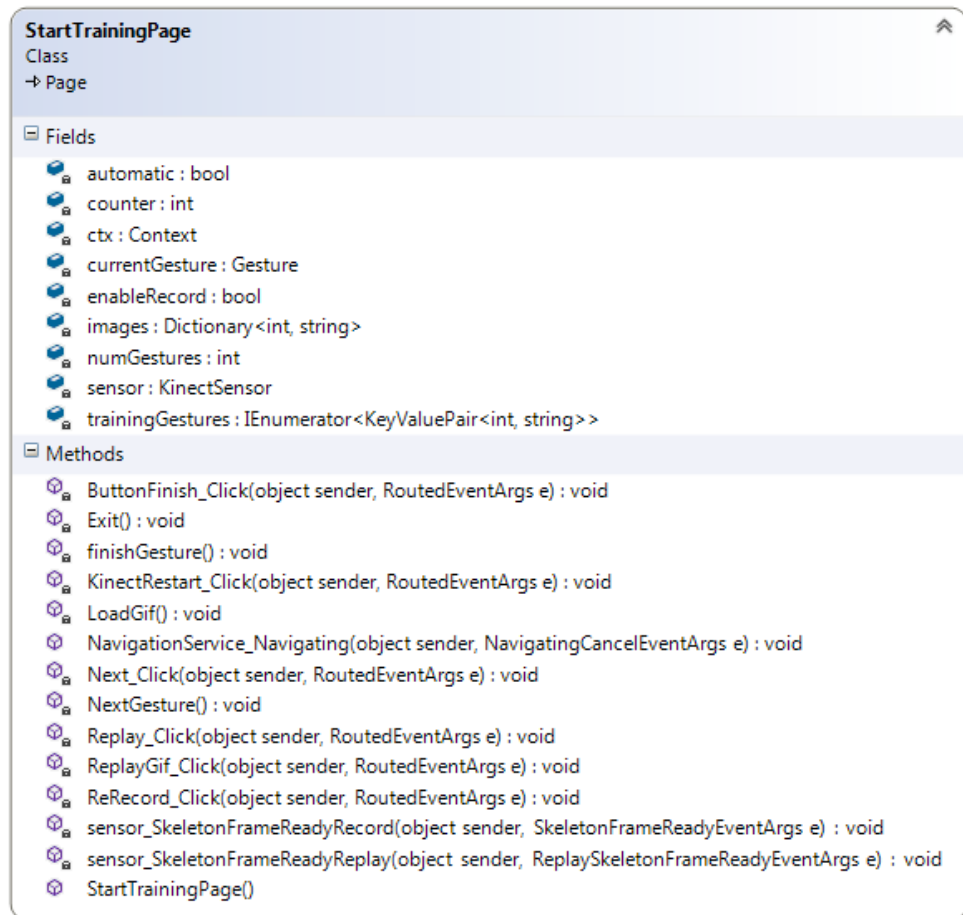 StartTrainingPage
Class
Page
Fields
automatic : bool
counter : int
ctx : Context
currentGesture : Gesture
enableRecord : bool
images : Dictionary<int, string>
numGestures : int
sensor : KinectSensor
trainingGestures : IEnumerator<KeyValuePair<int, string>>
Methods
ButtonFinish_Click(object sender, RoutedEventArgs e) : void
Exit() : void
finishGesture() : void
KinectRestart_Click(object sender, RoutedEventArgs e) : void
LoadGif() : void
NavigationService_Navigating(object sender, NavigatingCancelEventArgs e) : void
Next_Click(object sender, RoutedEventArgs e) : void
NextGesture() : void
Replay_Click(object sender, RoutedEventArgs e) : void
ReplayGif_Click(object sender, RoutedEventArgs e) : void
ReRecord_Click(object sender, RoutedEventArgs e) : void
sensor_SkeletonFrameReadyRecord(object sender, SkeletonFrameReadyEventArgs e) : void
sensor_SkeletonFrameReadyReplay(object sender, ReplaySkeletonFrameReadyEventArgs e) : void
StartTrainingPage()